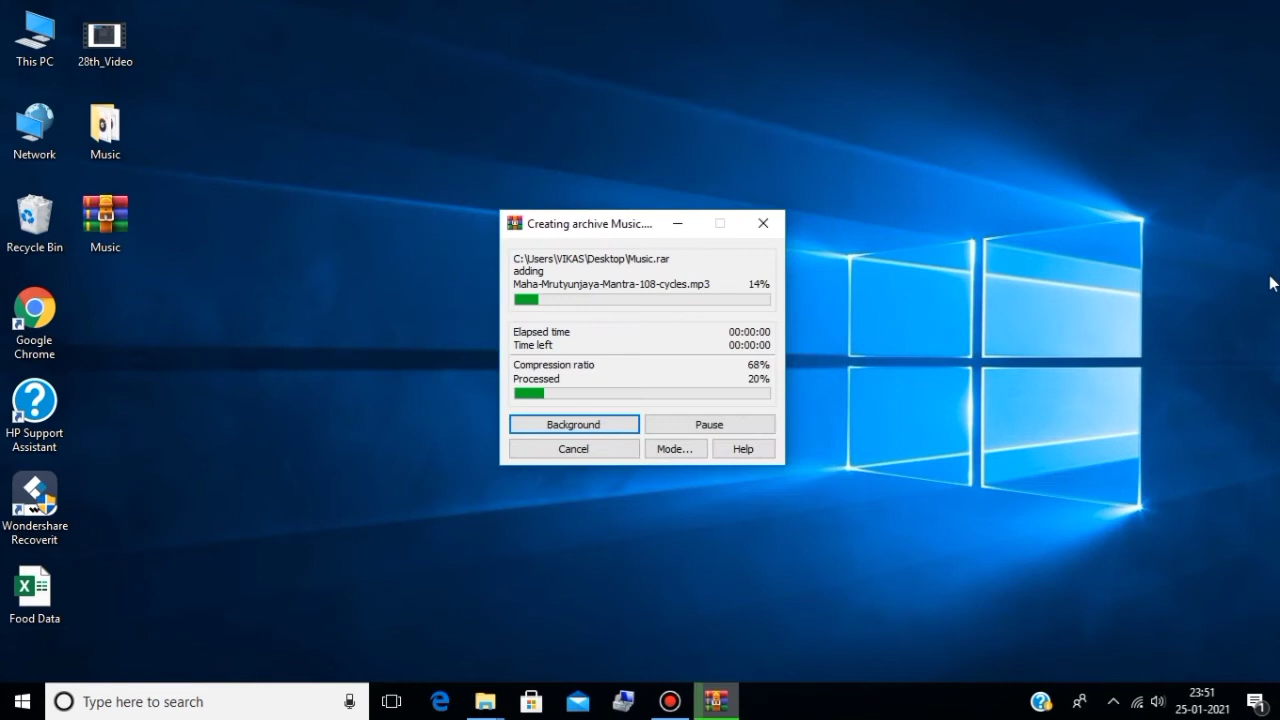 This PC
28th_Video
Network
Music
Recycle Bin
Music
Google
Chrome
HP Support
Assistant
Wondershare
Recoverit
Food Data
Creating archive Music....
C:\Users\VIKAS\Desktop\Music.rar
adding
Maha-Mrutyunjaya-Mantra-108-cycles.mp3 14%
Elapsed time 00:00:00
Time left 00:00:00
Compression ratio 68%
Processed 20%
Background Pause
Cancel Mode... Help
Type here to search
23:51
25-01-2021
1